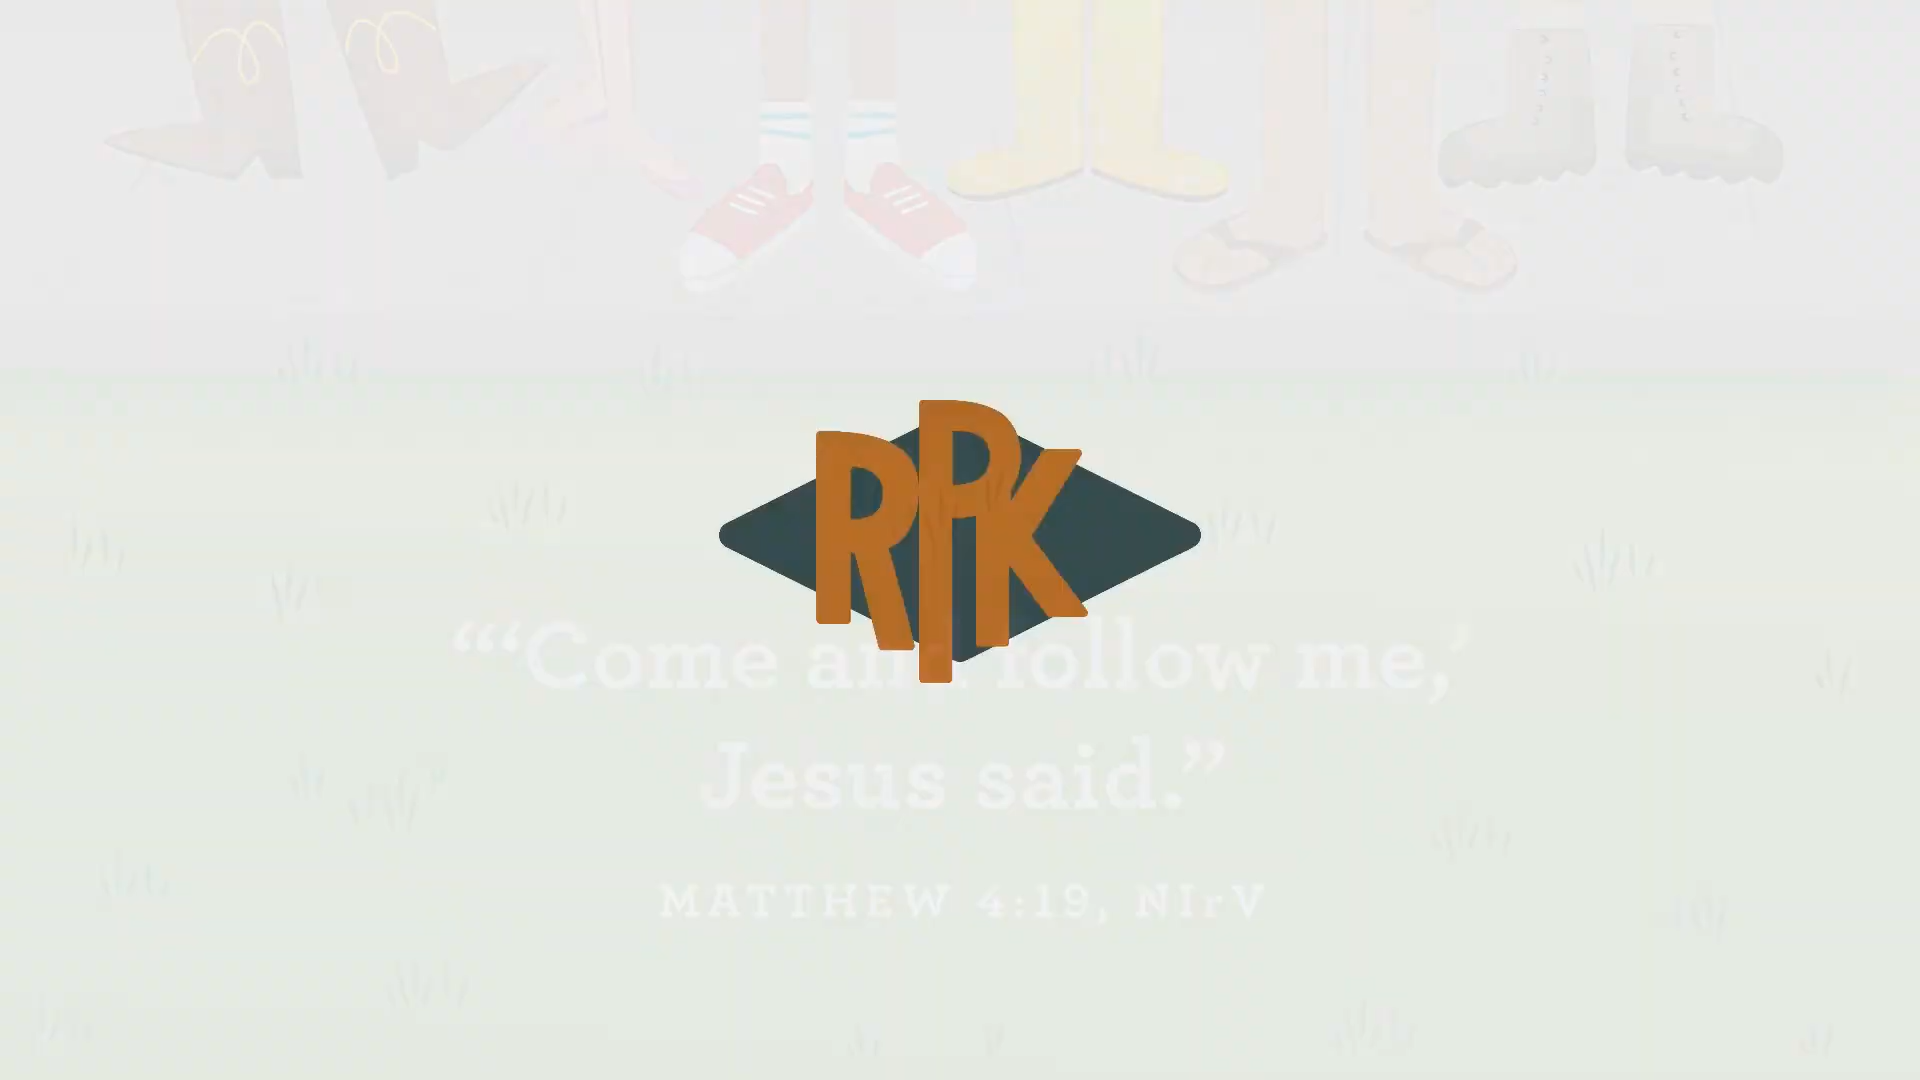 RPK
“‘Come and follow me,’
Jesus said.”
MATTHEW 4:19, NIrV